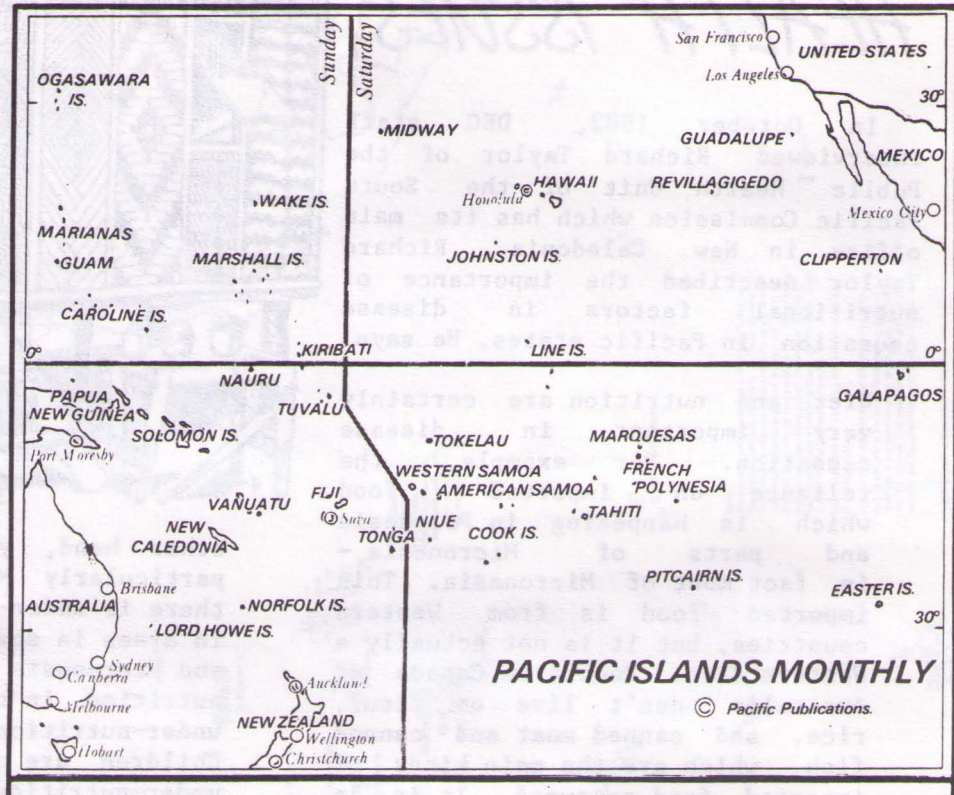 San Francisco
UNITED STATES
Los Angeles
Sunday
Saturday
OGASAWARA
IS.
30°
MIDWAY
GUADALUPE
MEXICO
HAWAII
Honolulu
REVILLAGIGEDO
Mexico City
WAKE IS.
MARIANAS
GUAM
MARSHALL IS.
JOHNSTON IS.
CLIPPERTON
CAROLINE IS.
0°
KIRIBATI
LINE IS.
0°
NAURU
GALAPAGOS
PAPUA
NEW GUINEA
TUVALU
SOLOMON IS.
Port Moresby
TOKELAU
MARQUESAS
WESTERN SAMOA
FRENCH
POLYNESIA
AMERICAN SAMOA
FIJI
Suva
VANUATU
TAHITI
NIUE
TONGA
COOK IS.
NEW
CALEDONIA
PITCAIRN IS.
EASTER IS.
Brisbane
AUSTRALIA
NORFOLK IS.
30°
LORD HOWE IS.
Sydney
Canberra
PACIFIC ISLANDS MONTHLY
© Pacific Publications
Auckland
Melbourne
NEW ZEALAND
Wellington
Hobart
Christchurch